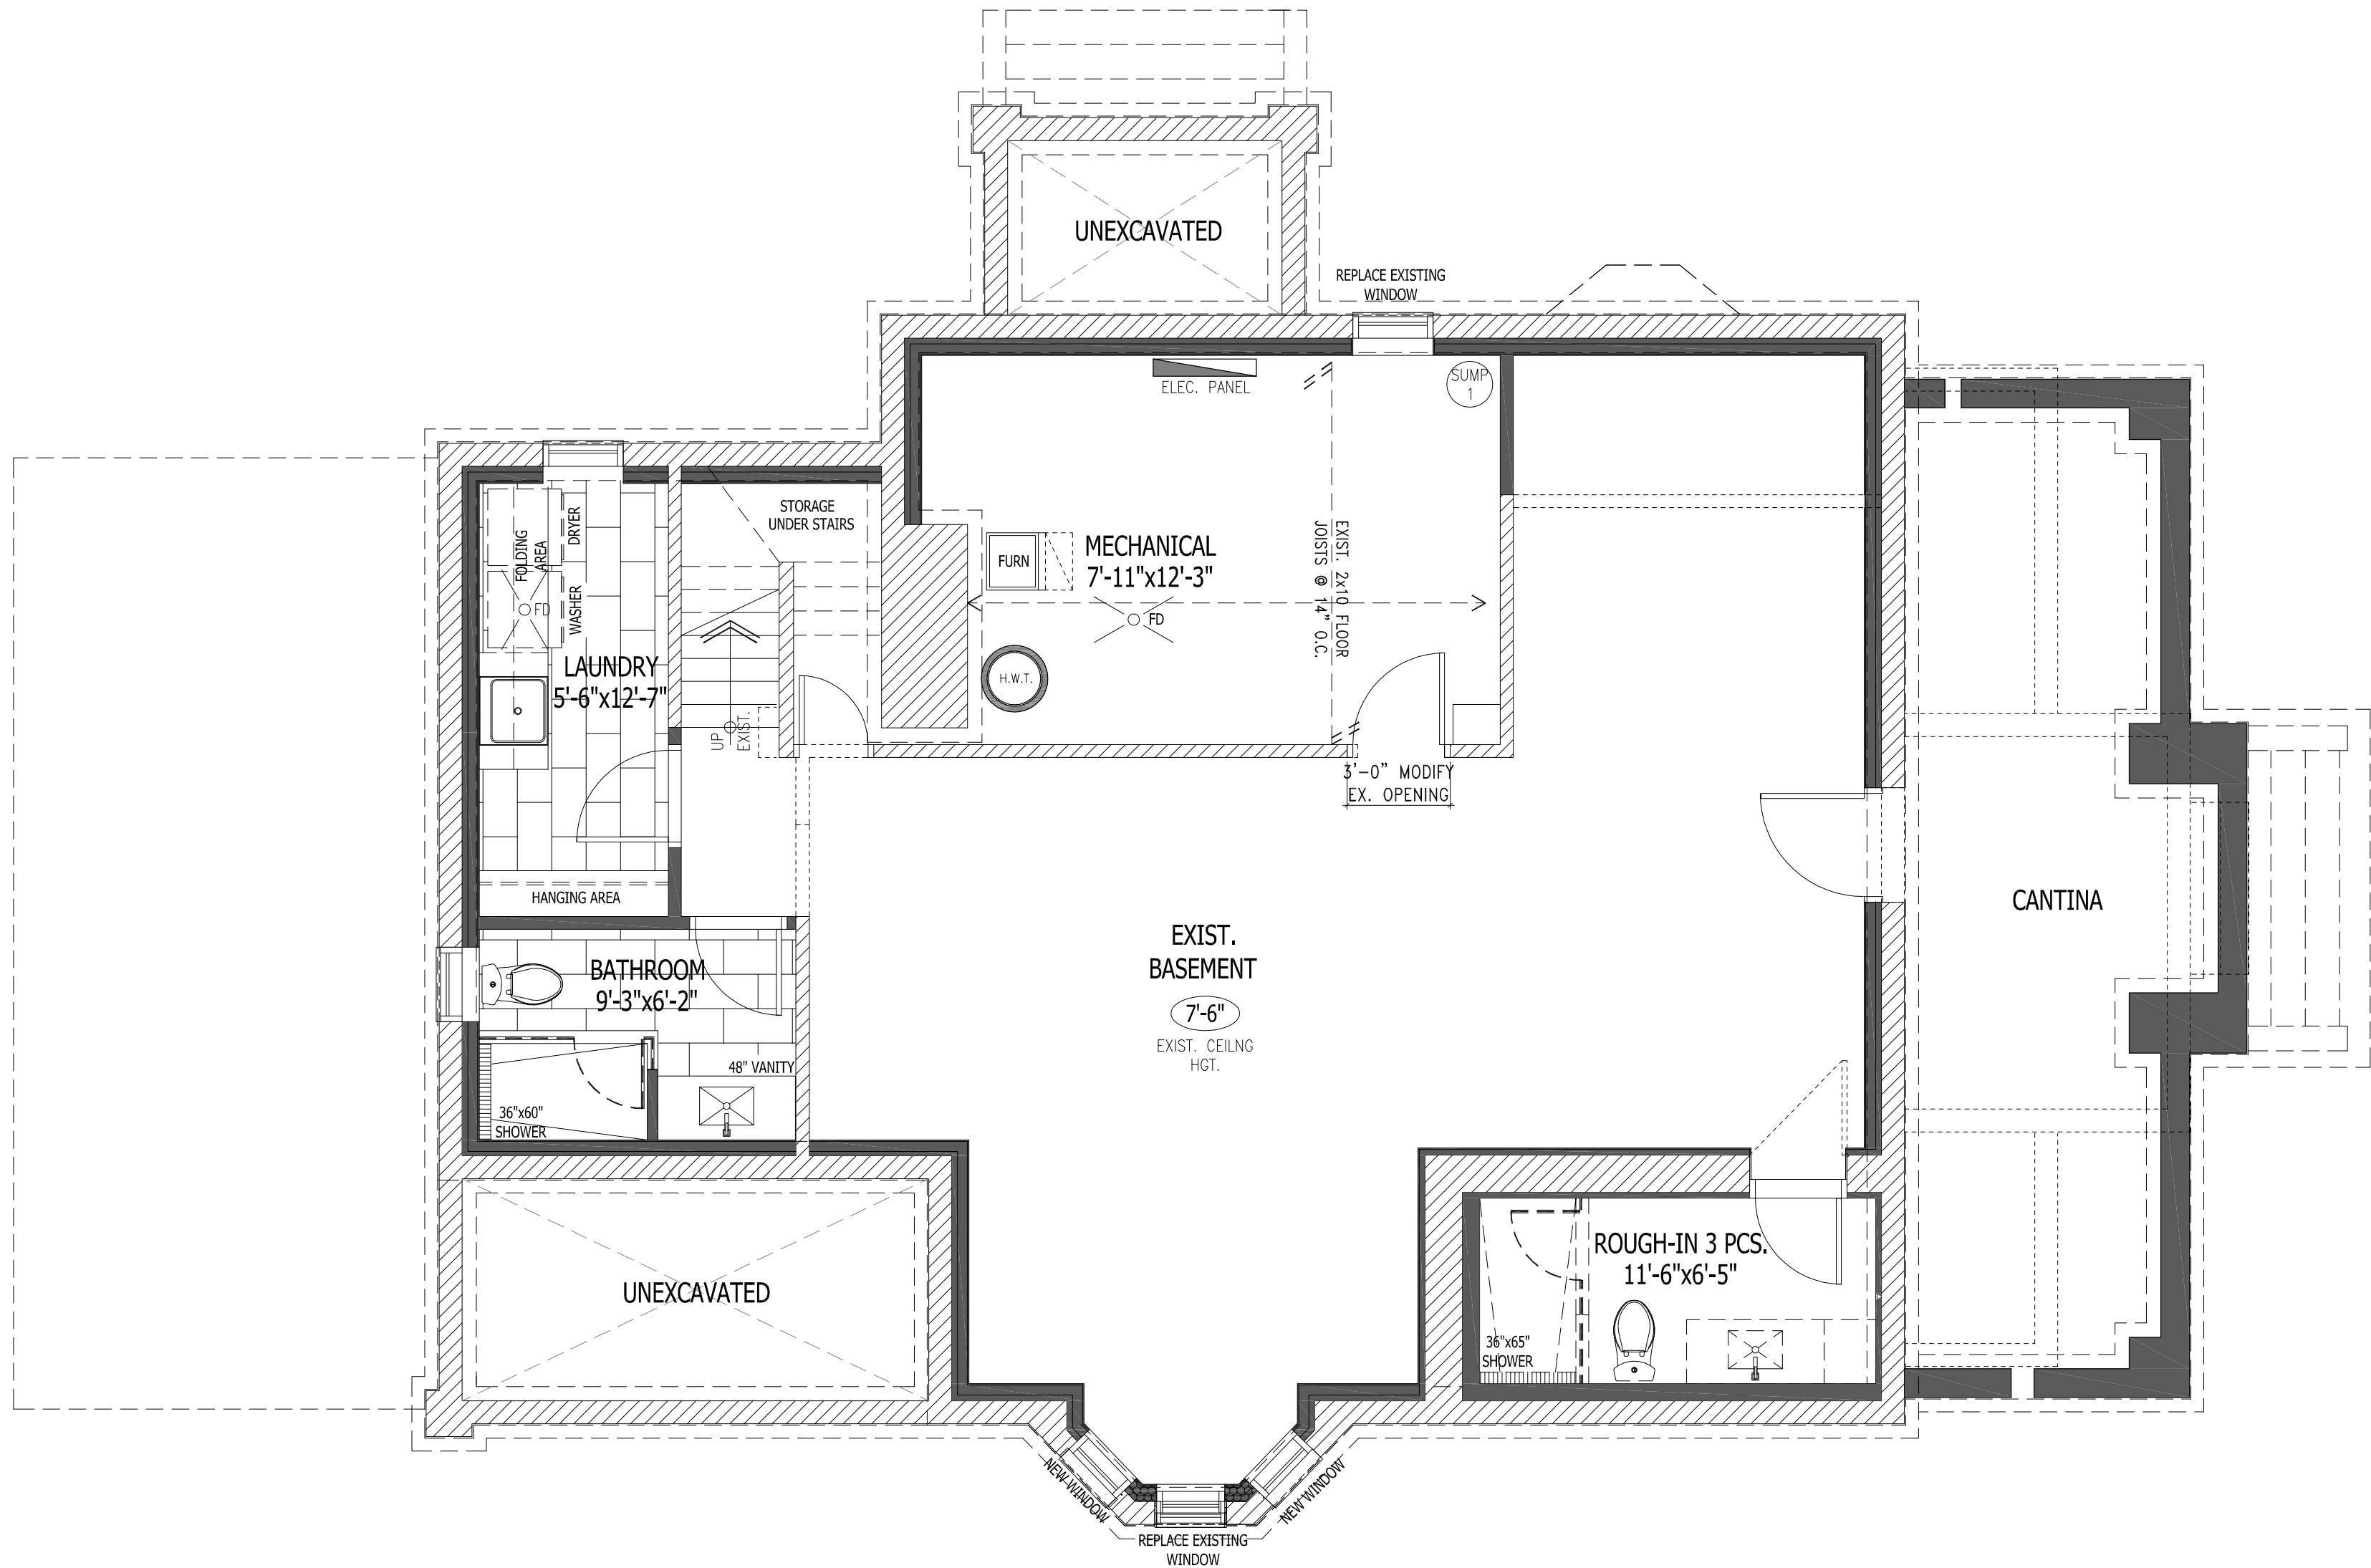 UNEXCAVATED
REPLACE EXISTING
WINDOW
ELEC. PANEL
SUMP
1
STORAGE
UNDER STAIRS
FOLDING
AREA
DRYER
WASHER
FD
LAUNDRY
5'-6"x12'-7"
UP
EXIST.
FURN
MECHANICAL
7'-11"x12'-3"
FD
H.W.T.
EXIST. 2x10 FLOOR
JOISTS @ 14" O.C.
3'-0" MODIFY
EX. OPENING
HANGING AREA
BATHROOM
9'-3"x6'-2"
48" VANITY
36"x60"
SHOWER
EXIST.
BASEMENT
7'-6"
EXIST. CEILNG
HGT.
CANTINA
UNEXCAVATED
ROUGH-IN 3 PCS.
11'-6"x6'-5"
36"x65"
SHOWER
NEW WINDOW
NEW WINDOW
REPLACE EXISTING
WINDOW